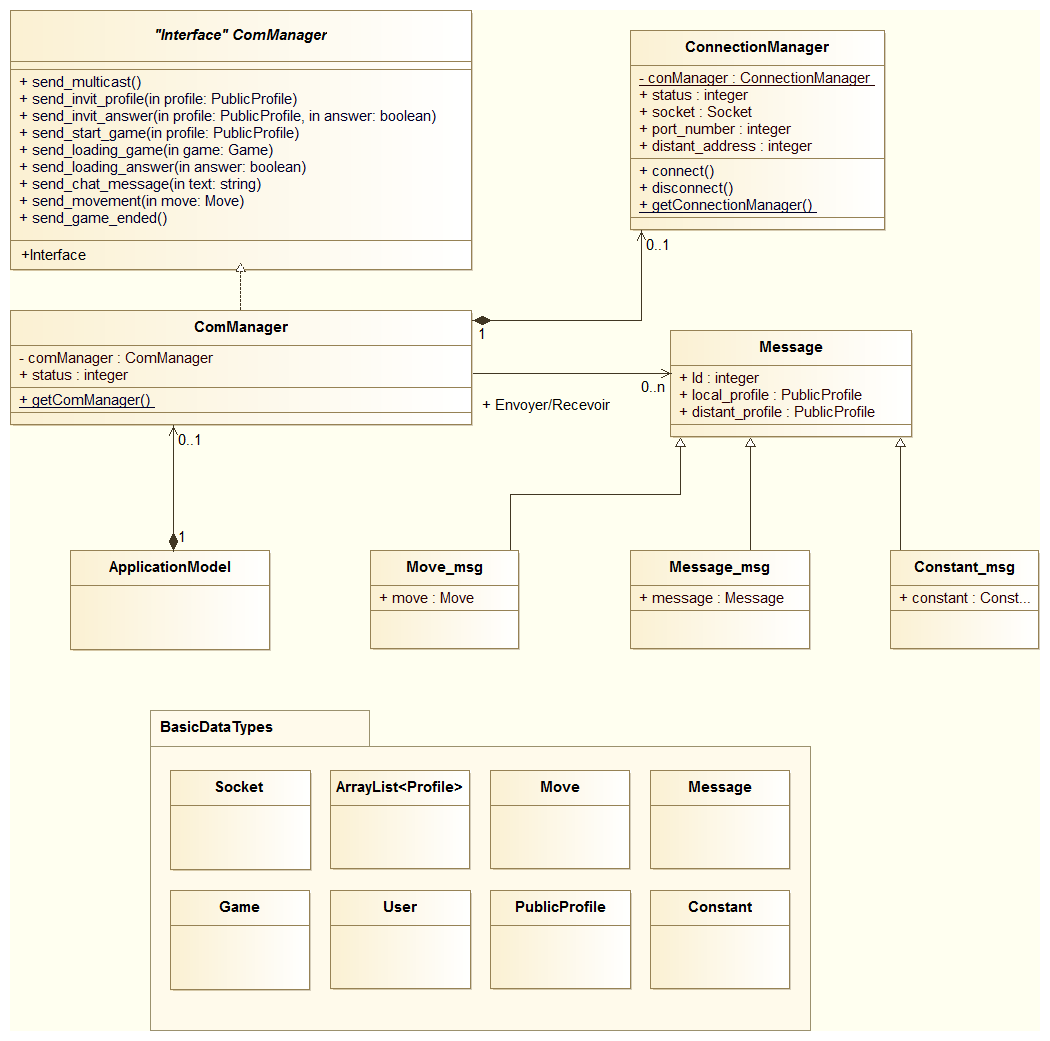 "Interface" ComManager
+ send_multicast()
+ send_invit_profile(in profile: PublicProfile)
+ send_invit_answer(in profile: PublicProfile, in answer: boolean)
+ send_start_game(in profile: PublicProfile)
+ send_loading_game(in game: Game)
+ send_loading_answer(in answer: boolean)
+ send_chat_message(in text: string)
+ send_movement(in move: Move)
+ send_game_ended()
+Interface
ConnectionManager
- conManager : ConnectionManager
+ status : integer
+ socket : Socket
+ port_number : integer
+ distant_address : integer
+ connect()
+ disconnect()
+ getConnectionManager()
0..1
ComManager
- comManager : ComManager
+ status : integer
+ getComManager()
1
0..n
+ Envoyer/Recevoir
Message
+ Id : integer
+ local_profile : PublicProfile
+ distant_profile : PublicProfile
0..1
1
ApplicationModel
Move_msg
+ move : Move
Message_msg
+ message : Message
Constant_msg
+ constant : Const...
BasicDataTypes
Socket
ArrayList<Profile>
Move
Message
Game
User
PublicProfile
Constant